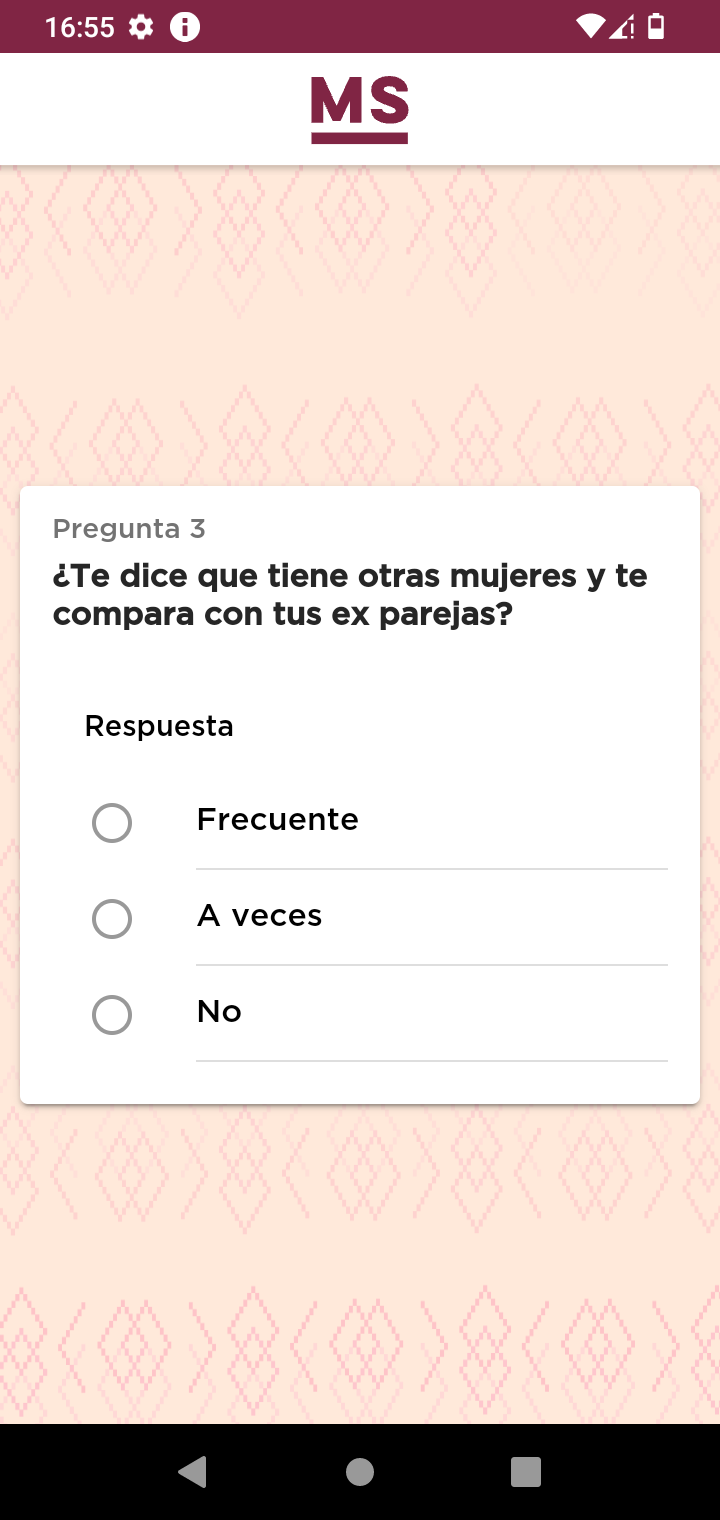 16:55
MS
Pregunta 3
¿Te dice que tiene otras mujeres y te
compara con tus ex parejas?
Respuesta
Frecuente
A veces
No